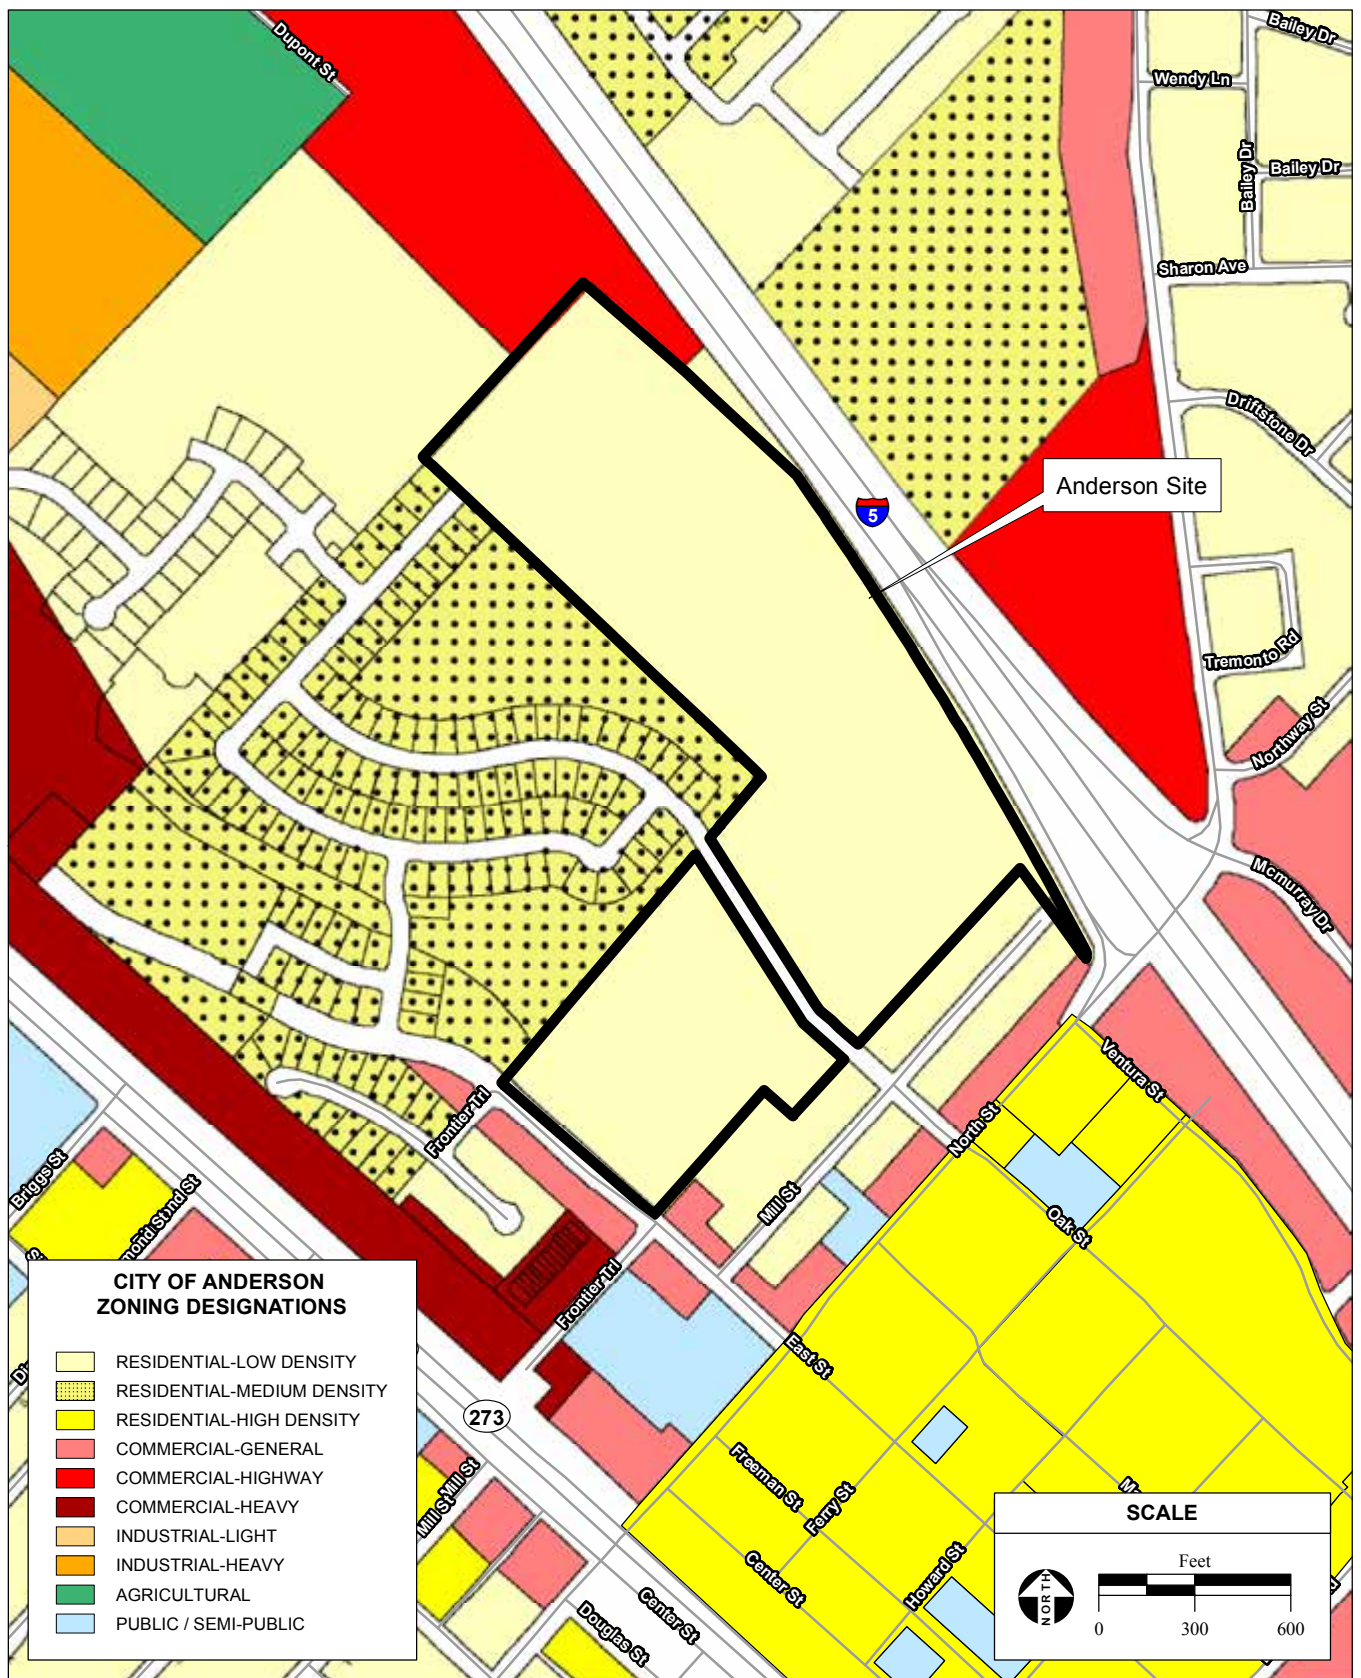 Dupont St
Bailey Dr
Wendy Ln
Bailey Dr
Bailey Dr
Sharon Ave
Driftstone Dr
Anderson Site
5
Tremonto Rd
Northway St
Mcmurray Dr
Ventura St
North St
Frontier Trl
Mill St
Oak St
Briggs St
Frontier Trl
East St
273
Mill St
Mill St
Freeman St
Ferry St
Center St
Howard St
Center St
Douglas St
CITY OF ANDERSON
ZONING DESIGNATIONS
RESIDENTIAL-LOW DENSITY
RESIDENTIAL-MEDIUM DENSITY
RESIDENTIAL-HIGH DENSITY
COMMERCIAL-GENERAL
COMMERCIAL-HIGHWAY
COMMERCIAL-HEAVY
INDUSTRIAL-LIGHT
INDUSTRIAL-HEAVY
AGRICULTURAL
PUBLIC / SEMI-PUBLIC
SCALE
Feet
NORTH
0 300 600